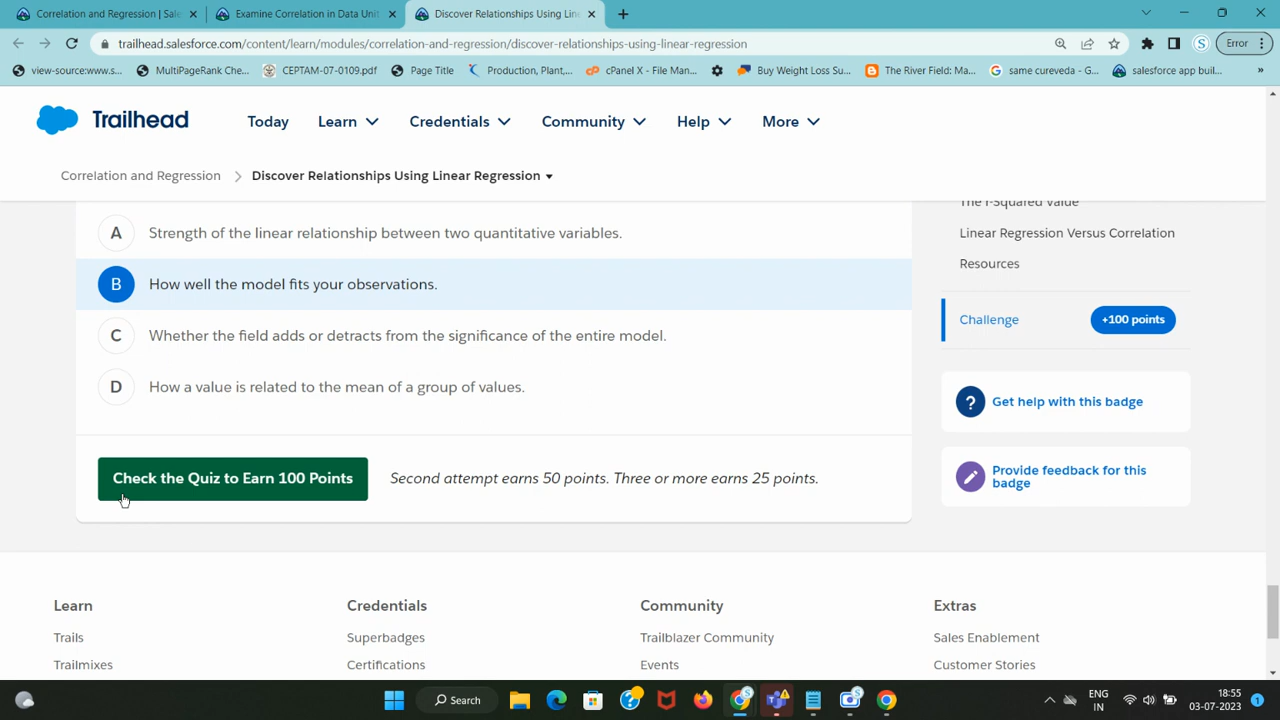 Correlation and Regression | Sale
Examine Correlation in Data Unit
Discover Relationships Using Line
trailhead.salesforce.com/content/learn/modules/correlation-and-regression/discover-relationships-using-linear-regression
Error
view-source:www.s...
MultiPageRank Che...
CEPTAM-07-0109.pdf
Page Title
Production, Plant,...
cPanel X - File Man...
Buy Weight Loss Su...
The River Field: Ma...
same cureveda - G...
salesforce app buil...
Trailhead
Today
Learn
Credentials
Community
Help
More
Correlation and Regression
Discover Relationships Using Linear Regression
The r-Squared Value
A Strength of the linear relationship between two quantitative variables.
Linear Regression Versus Correlation
Resources
B How well the model fits your observations.
Challenge
+100 points
C Whether the field adds or detracts from the significance of the entire model.
D How a value is related to the mean of a group of values.
Get help with this badge
Check the Quiz to Earn 100 Points
Second attempt earns 50 points. Three or more earns 25 points.
Provide feedback for this
badge
Learn
Credentials
Community
Extras
Trails
Superbadges
Trailblazer Community
Sales Enablement
Trailmixes
Certifications
Events
Customer Stories
Search
ENG
IN
18:55
03-07-2023
1